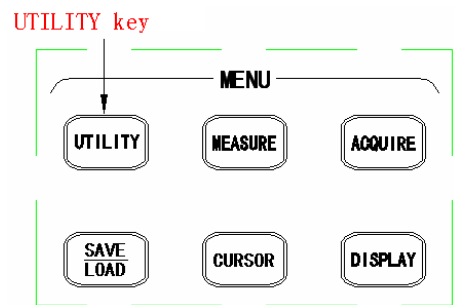 UTILITY key
MENU
UTILITY MEASURE ACQUIRE
SAVE
LOAD
CURSOR DISPLAY